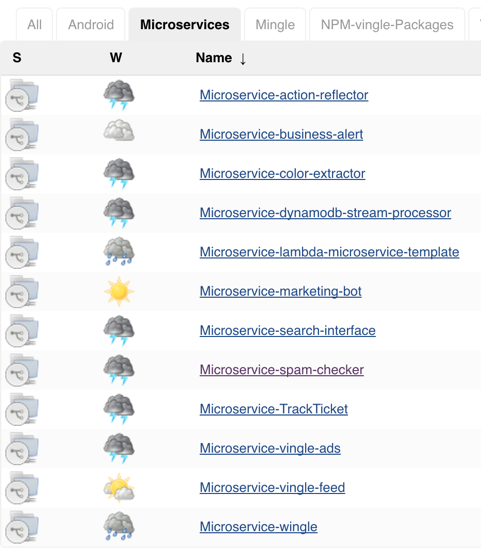 All Android Microservices Mingle NPM-vingle-Packages
S W Name ↓
Microservice-action-reflector
Microservice-business-alert
Microservice-color-extractor
Microservice-dynamodb-stream-processor
Microservice-lambda-microservice-template
Microservice-marketing-bot
Microservice-search-interface
Microservice-spam-checker
Microservice-TrackTicket
Microservice-vingle-ads
Microservice-vingle-feed
Microservice-wingle